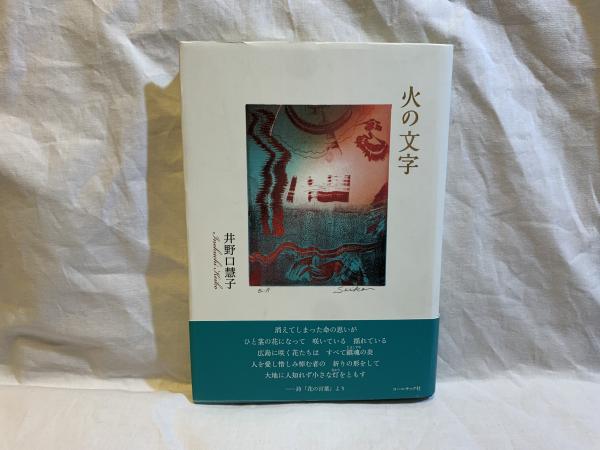 火の文字
井野口慧子
Inokuchi Keiko
消えてしまった命の思いが
ひと茎の花になって 咲いている 揺れている
広島に咲く花たちは すべて鎮魂の炎
人を愛し惜しみ悼む者の 祈りの形をして
大地に人知れず小さな灯をともす
──詩「花の言葉」より
コールサック社